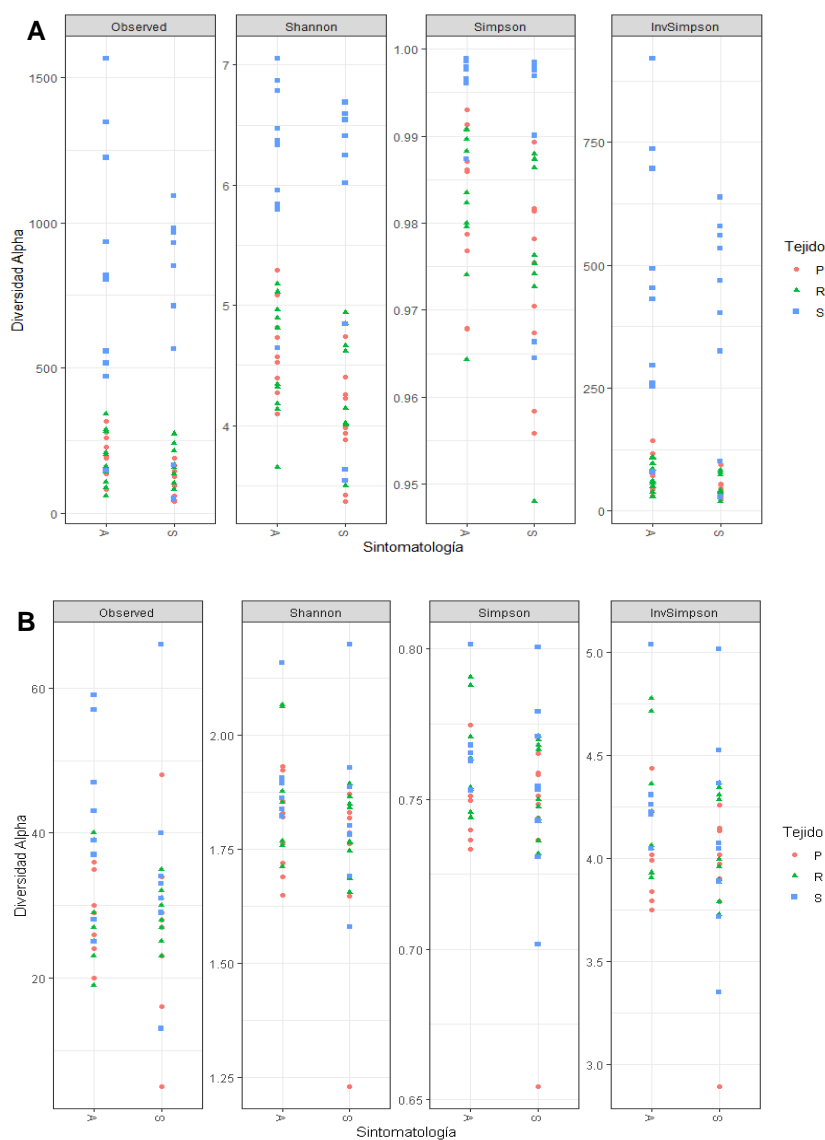 A
Observed
Shannon
Simpson
InvSimpson
Diversidad Alpha
1500
1000
500
0
7
6
5
4
1.00
0.99
0.98
0.97
0.96
0.95
750
500
250
0
A
S
A
S
A
S
A
S
Sintomatología
Tejido
P
R
S
B
Observed
Shannon
Simpson
InvSimpson
Diversidad Alpha
60
40
20
2.00
1.75
1.50
1.25
0.80
0.75
0.70
0.65
5.0
4.5
4.0
3.5
3.0
A
S
A
S
A
S
A
S
Sintomatología
Tejido
P
R
S